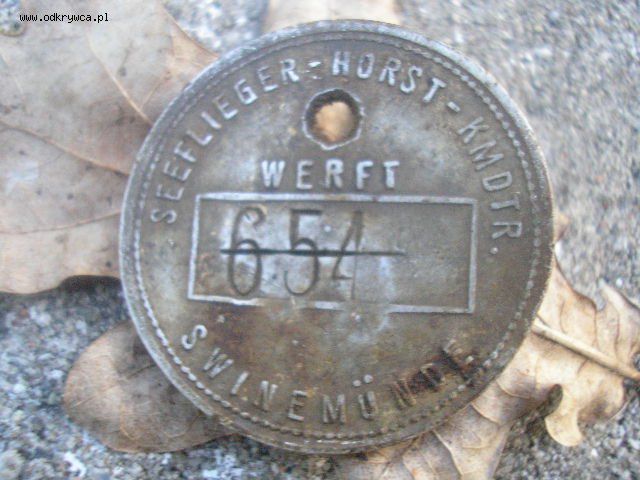 www.odkrywca.pl
SEEFLIEGER-HORST-KMDTR.
WERFT
654
SWINEMÜNDE